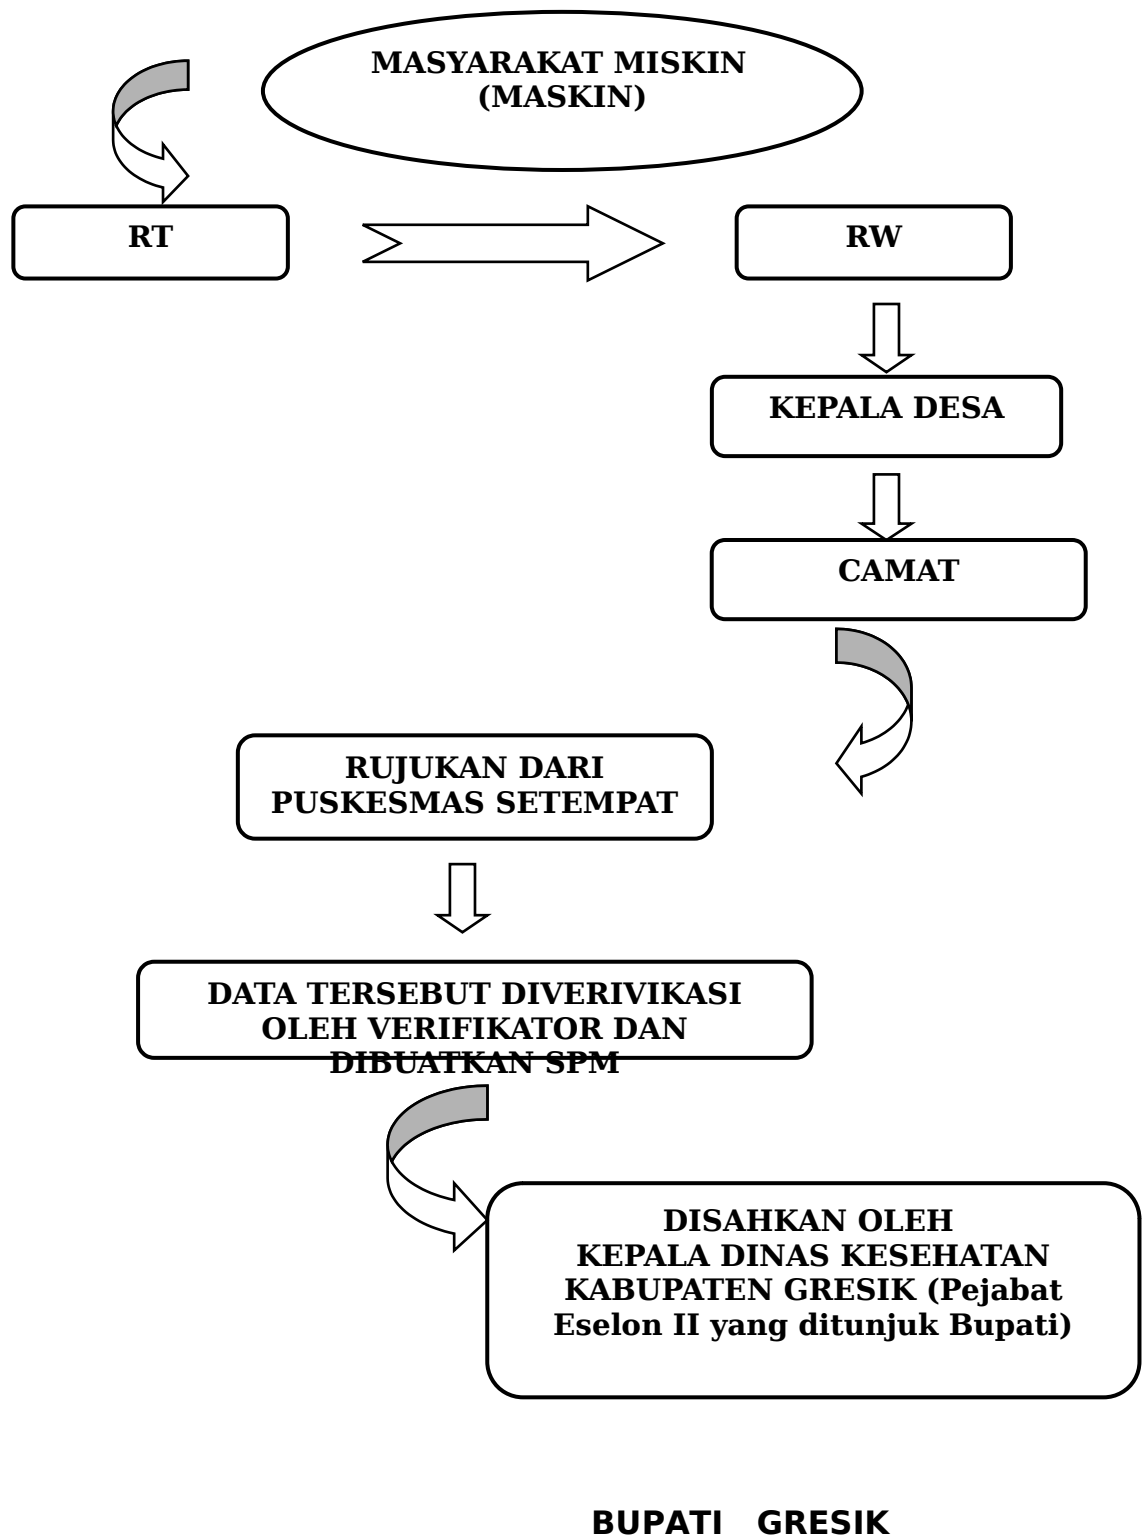 MASYARAKAT MISKIN
(MASKIN)
RT
RW
KEPALA DESA
CAMAT
RUJUKAN DARI
PUSKESMAS SETEMPAT
DATA TERSEBUT DIVERIVIKASI
OLEH VERIFIKATOR DAN
DIBUATKAN SPM
DISAHKAN OLEH
KEPALA DINAS KESEHATAN
KABUPATEN GRESIK (Pejabat
Eselon II yang ditunjuk Bupati)
BUPATI GRESIK